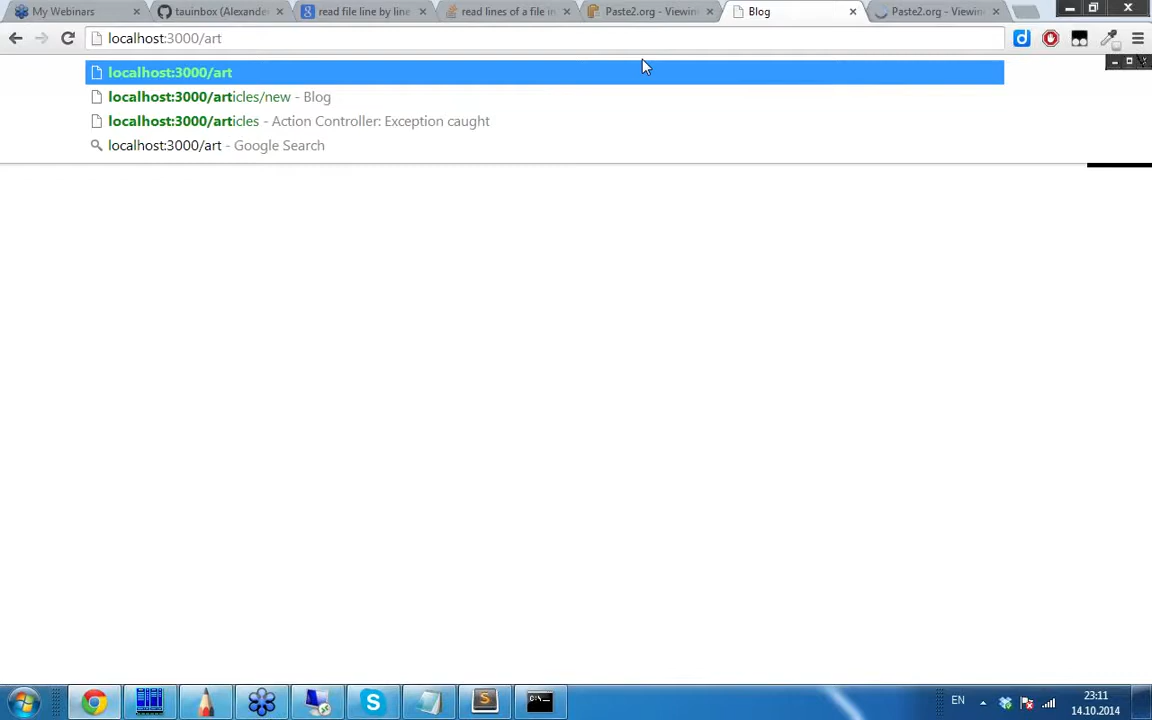 My Webinars
tauinbox (Alexande
read file line by line
read lines of a file in
Paste2.org - Viewin
Blog
Paste2.org - Viewin
localhost:3000/art
localhost:3000/art
localhost:3000/articles/new - Blog
localhost:3000/articles - Action Controller: Exception caught
localhost:3000/art - Google Search
EN
23:11
14.10.2014